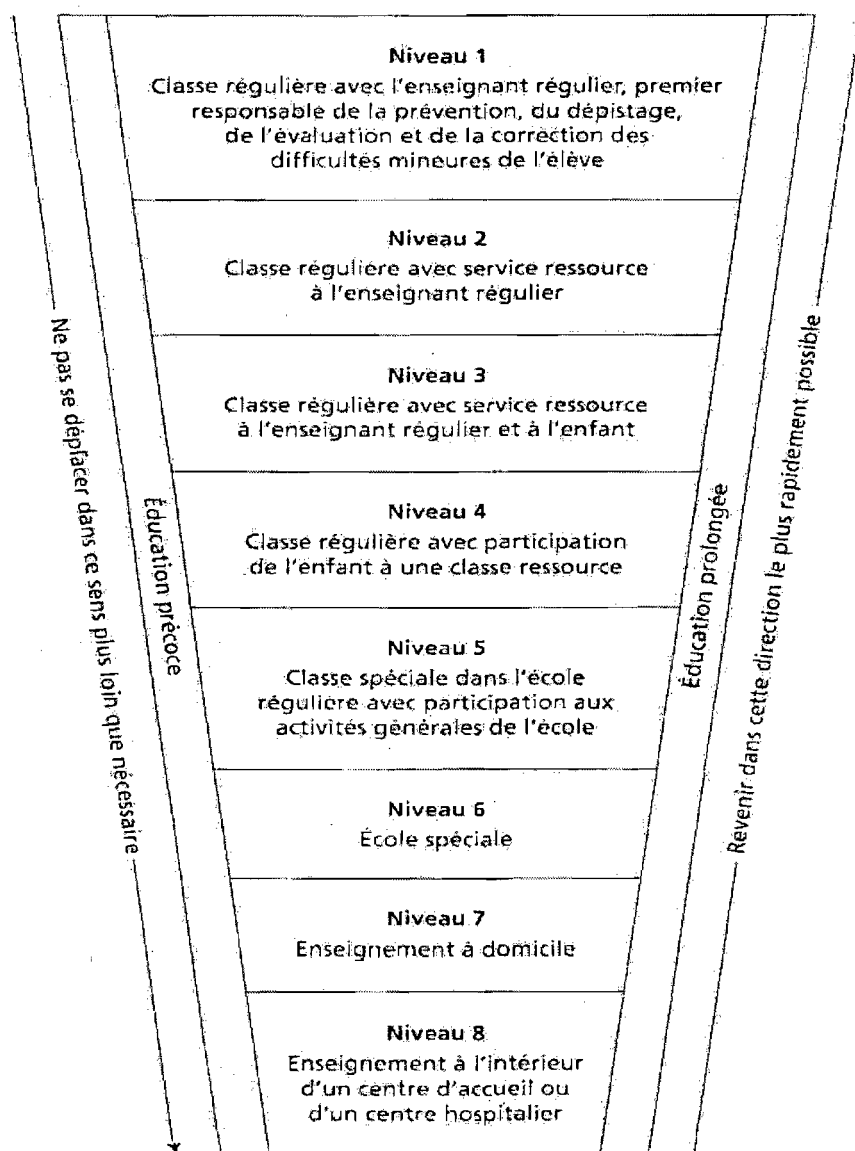 Niveau 1
Classe régulière avec l'enseignant régulier, premier
responsable de la prévention, du dépistage,
de l'évaluation et de la correction des
difficultés mineures de l'élève
Niveau 2
Classe régulière avec service ressource
à l'enseignant régulier
Niveau 3
Classe régulière avec service ressource
à l'enseignant régulier et à l'enfant
Niveau 4
Classe régulière avec participation
de l'enfant à une classe ressource
Niveau 5
Classe spéciale dans l'école
régulière avec participation aux
activités générales de l'école
Niveau 6
École spéciale
Niveau 7
Enseignement à domicile
Niveau 8
Enseignement à l'intérieur
d'un centre d'accueil ou
d'un centre hospitalier
Ne pas se déplacer dans ce sens plus loin que nécessaire
Éducation précoce
Éducation prolongée
Revenir dans cette direction le plus rapidement possible